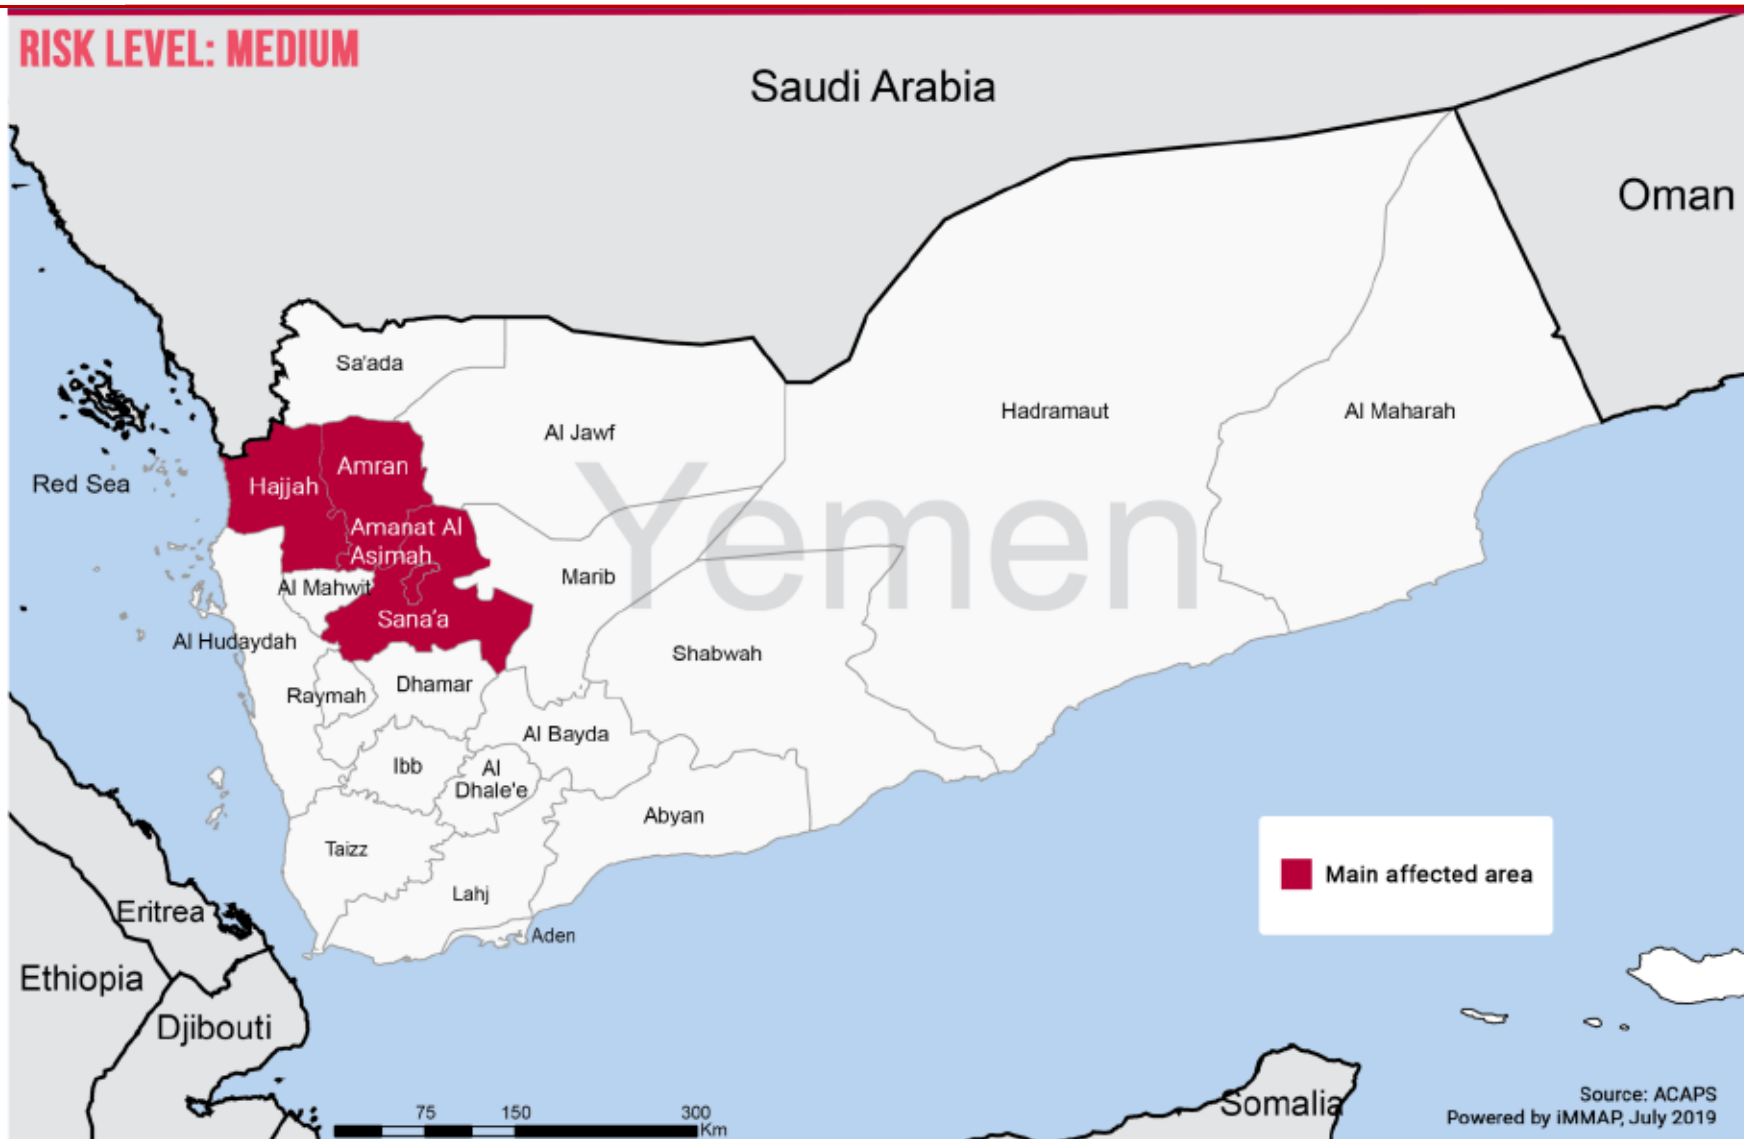 RISK LEVEL: MEDIUM
Saudi Arabia
Oman
Sa'ada
Al Jawf
Hadramaut
Al Maharah
Amran
Hajjah
Red Sea
Yemen
Amanat Al
Asimah
Marib
Al Mahwit
Sana'a
Al Hudaydah
Shabwah
Raymah
Dhamar
Al Bayda
Ibb
Al
Dhale'e
Abyan
Taizz
Lahj
Aden
Main affected area
Eritrea
Ethiopia
Djibouti
Somalia
75 150 300
Km
Source: ACAPS
Powered by iMMAP, July 2019